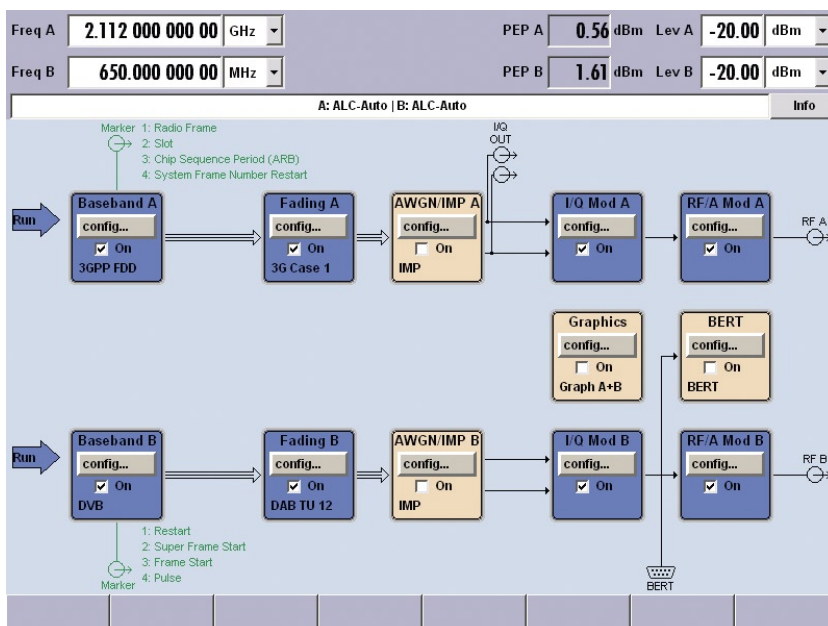 Freq A 2.112 000 000 00 GHz PEP A 0.56 dBm Lev A -20.00 dBm
Freq B 650.000 000 00 MHz PEP B 1.61 dBm Lev B -20.00 dBm
A: ALC-Auto | B: ALC-Auto Info
Marker 1: Radio Frame
2: Slot
3: Chip Sequence Period (ARB)
4: System Frame Number Restart
I/Q
OUT
Run
Baseband A
config...
On
3GPP FDD
Fading A
config...
On
3G Case 1
AWGN/IMP A
config...
On
IMP
I/Q Mod A
config...
On
RF/A Mod A
config...
On
RF A
Graphics
config...
On
Graph A+B
BERT
config...
On
BERT
Run
Baseband B
config...
On
DVB
Fading B
config...
On
DAB TU 12
AWGN/IMP B
config...
On
IMP
I/Q Mod B
config...
On
RF/A Mod B
config...
On
RF B
1: Restart
2: Super Frame Start
3: Frame Start
4: Pulse
Marker
BERT